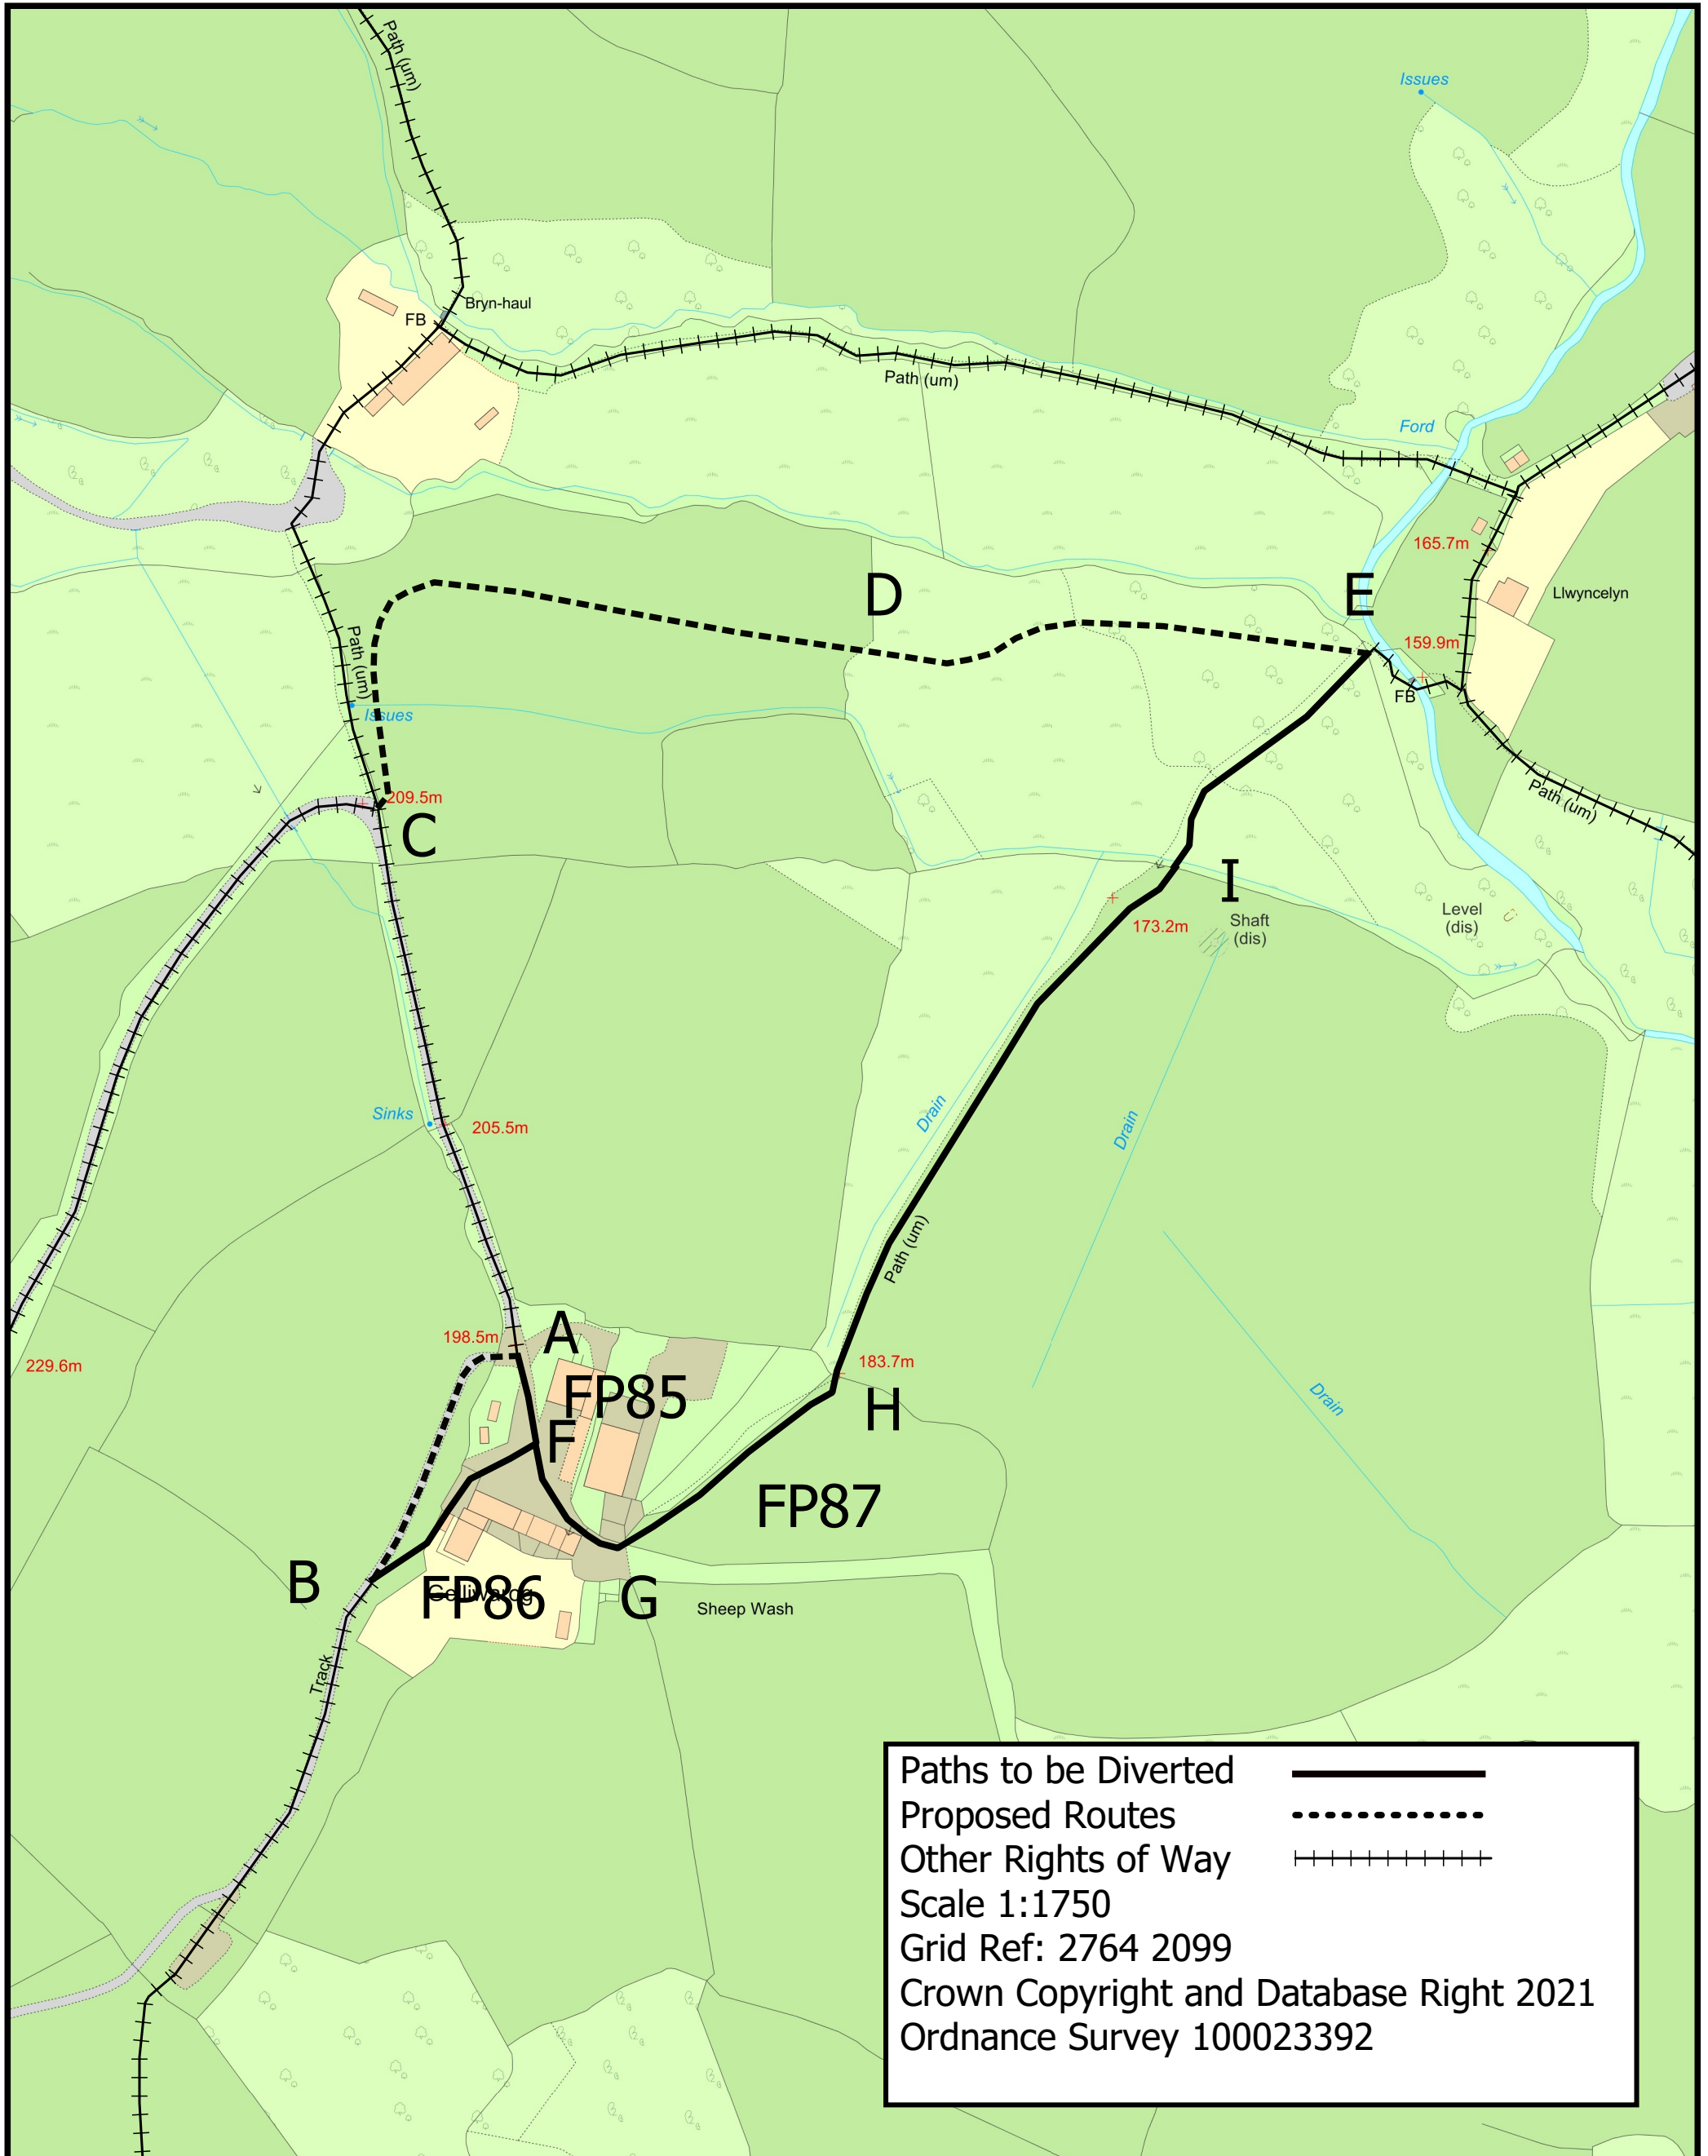 Path (um)
Issues
Bryn-haul
FB
Path (um)
Ford
165.7m
D
E
Llwyncelyn
Path (um)
159.9m
FB
Issues
209.5m
Path (um)
C
I
Shaft
(dis)
Level
(dis)
173.2m
Sinks
205.5m
Drain
Drain
Path (um)
A
198.5m
229.6m
183.7m
FP85
H
Drain
F
FP87
B
Gelliwarog
FP86
G
Sheep Wash
Track
Paths to be Diverted
Proposed Routes
Other Rights of Way
Scale 1:1750
Grid Ref: 2764 2099
Crown Copyright and Database Right 2021
Ordnance Survey 100023392